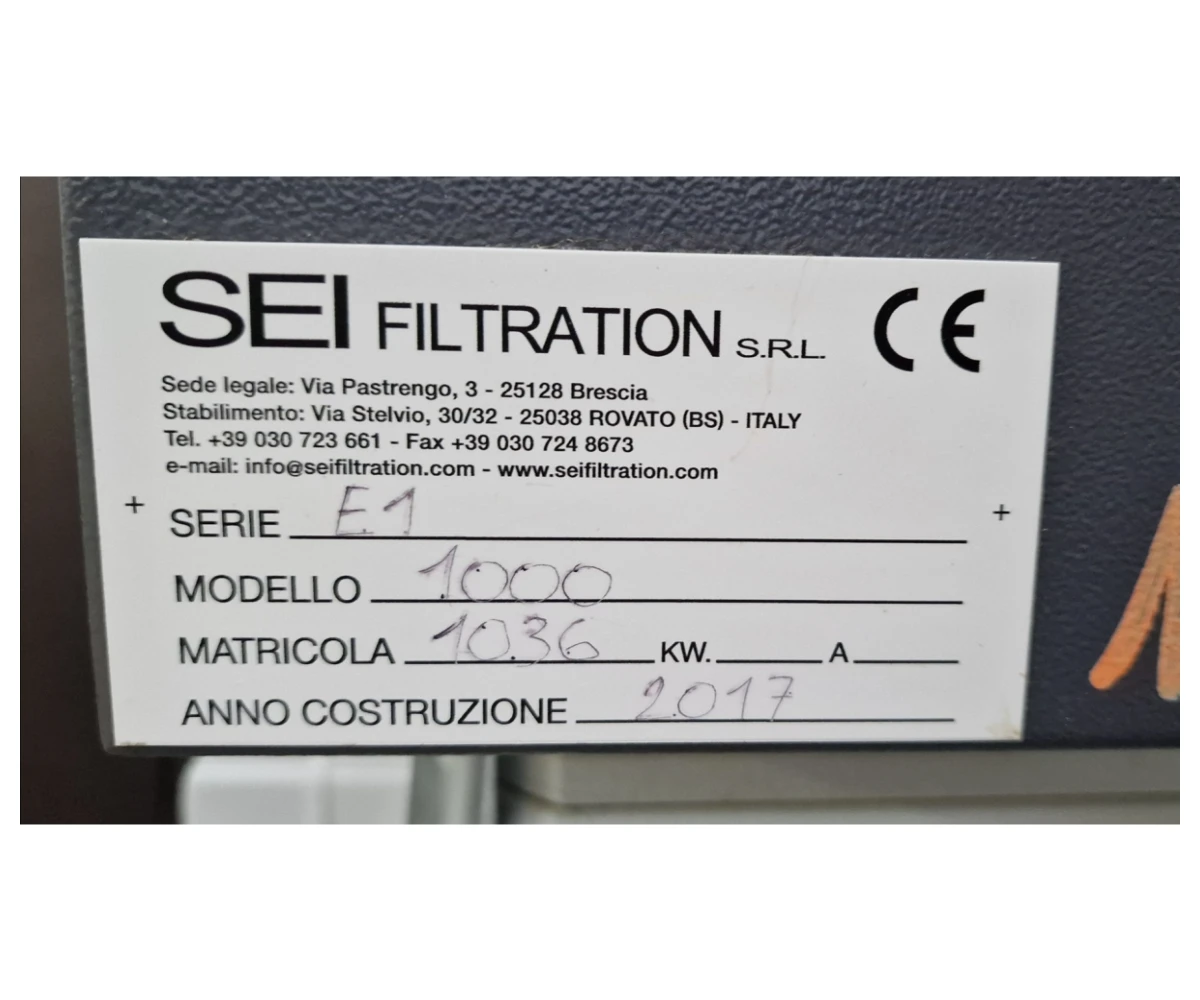 SEI FILTRATION S.R.L. CE
Sede legale: Via Pastrengo, 3 - 25128 Brescia
Stabilimento: Via Stelvio, 30/32 - 25038 ROVATO (BS) - ITALY
Tel. +39 030 723 661 - Fax +39 030 724 8673
e-mail: info@seifiltration.com - www.seifiltration.com
SERIE E1
MODELLO 1000
MATRICOLA 1036 KW. A
ANNO COSTRUZIONE 2017